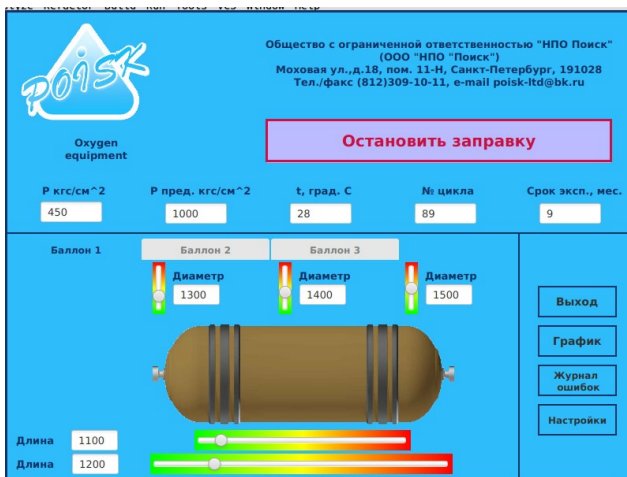 Общество с ограниченной ответственностью "НПО Поиск"
(ООО "НПО "Поиск")
Моховая ул.,д.18, пом. 11-Н, Санкт-Петербург, 191028
Тел./факс (812)309-10-11, e-mail poisk-ltd@bk.ru
POISK
Oxygen
equipment
Остановить заправку
P кгс/см^2
P пред. кгс/см^2
t, град. С
№ цикла
Срок эксп., мес.
450
1000
28
89
9
Баллон 1
Баллон 2
Баллон 3
Диаметр
1300
Диаметр
1400
Диаметр
1500
Выход
График
Журнал
ошибок
Настройки
Длина
1100
Длина
1200